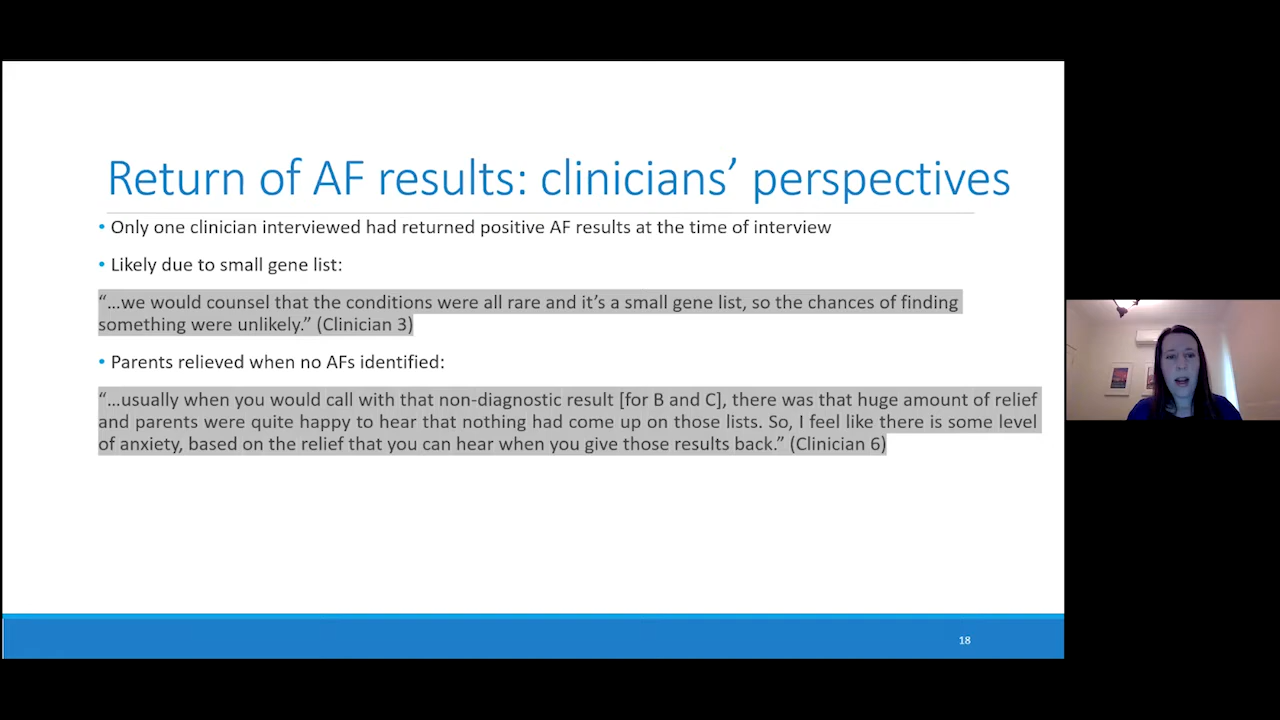 Return of AF results: clinicians’ perspectives
• Only one clinician interviewed had returned positive AF results at the time of interview
• Likely due to small gene list:
“…we would counsel that the conditions were all rare and it’s a small gene list, so the chances of finding
something were unlikely.” (Clinician 3)
• Parents relieved when no AFs identified:
“…usually when you would call with that non-diagnostic result [for B and C], there was that huge amount of relief
and parents were quite happy to hear that nothing had come up on those lists. So, I feel like there is some level
of anxiety, based on the relief that you can hear when you give those results back.” (Clinician 6)
18